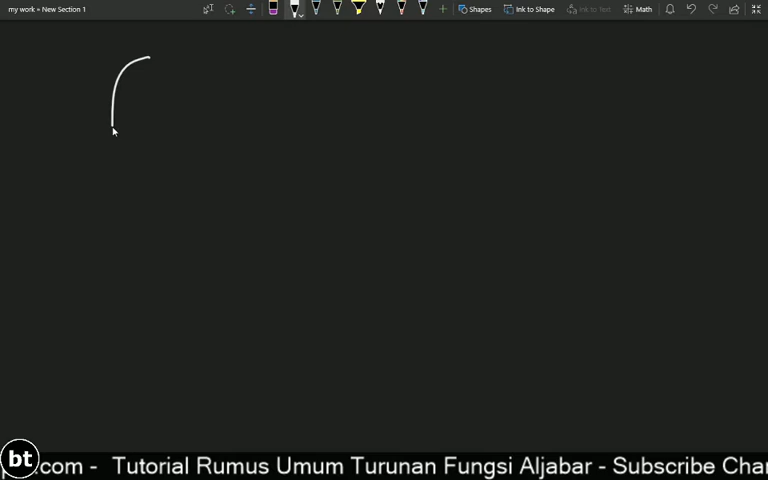 my work » New Section 1
Shapes
Ink to Shape
Ink to Text
Math
bt
.com - Tutorial Rumus Umum Turunan Fungsi Aljabar - Subscribe